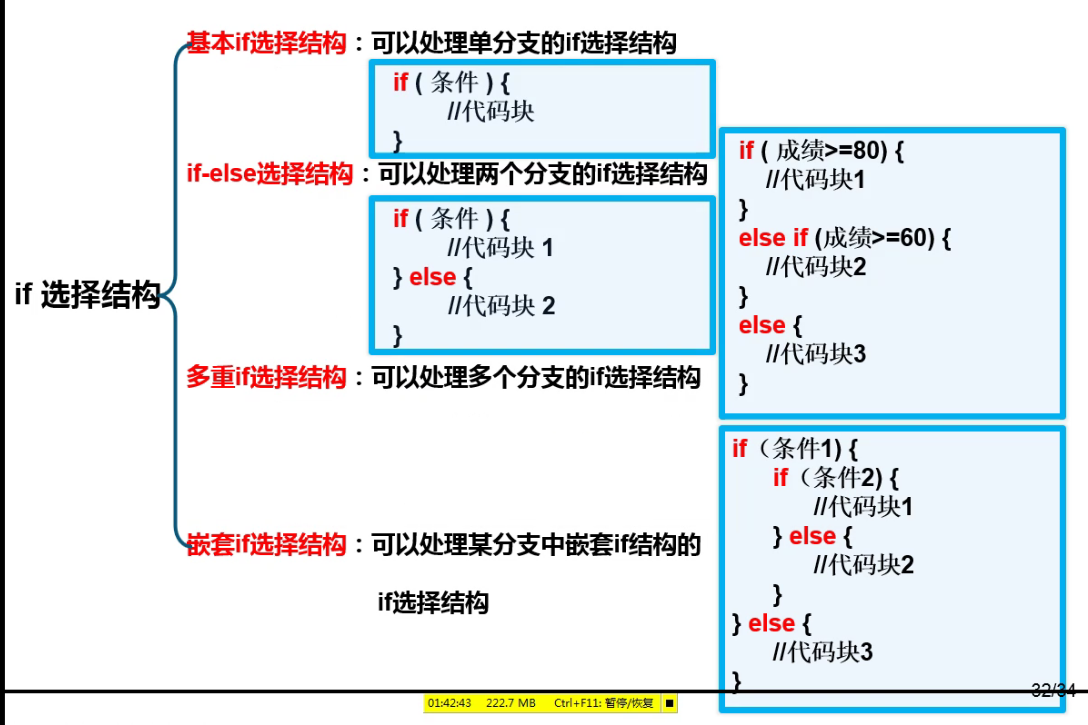 基本if选择结构：可以处理单分支的if选择结构
if ( 条件 ) {
//代码块
}
if-else选择结构：可以处理两个分支的if选择结构
if ( 条件 ) {
//代码块 1
} else {
//代码块 2
}
if 选择结构
多重if选择结构：可以处理多个分支的if选择结构
if ( 成绩>=80) {
//代码块1
}
else if (成绩>=60) {
//代码块2
}
else {
//代码块3
}
嵌套if选择结构：可以处理某分支中嵌套if结构的
if选择结构
if（条件1) {
if（条件2) {
//代码块1
} else {
//代码块2
}
} else {
//代码块3
}
32/34
01:42:43 222.7 MB Ctrl+F11: 暂停/恢复